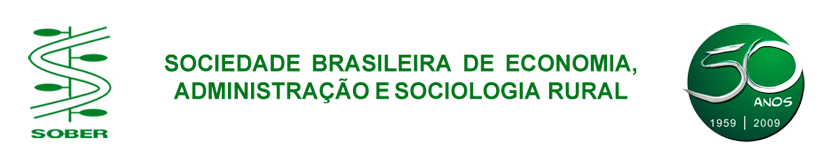 SOBER
SOCIEDADE BRASILEIRA DE ECONOMIA,
ADMINISTRAÇÃO E SOCIOLOGIA RURAL
50
ANOS
1959 | 2009